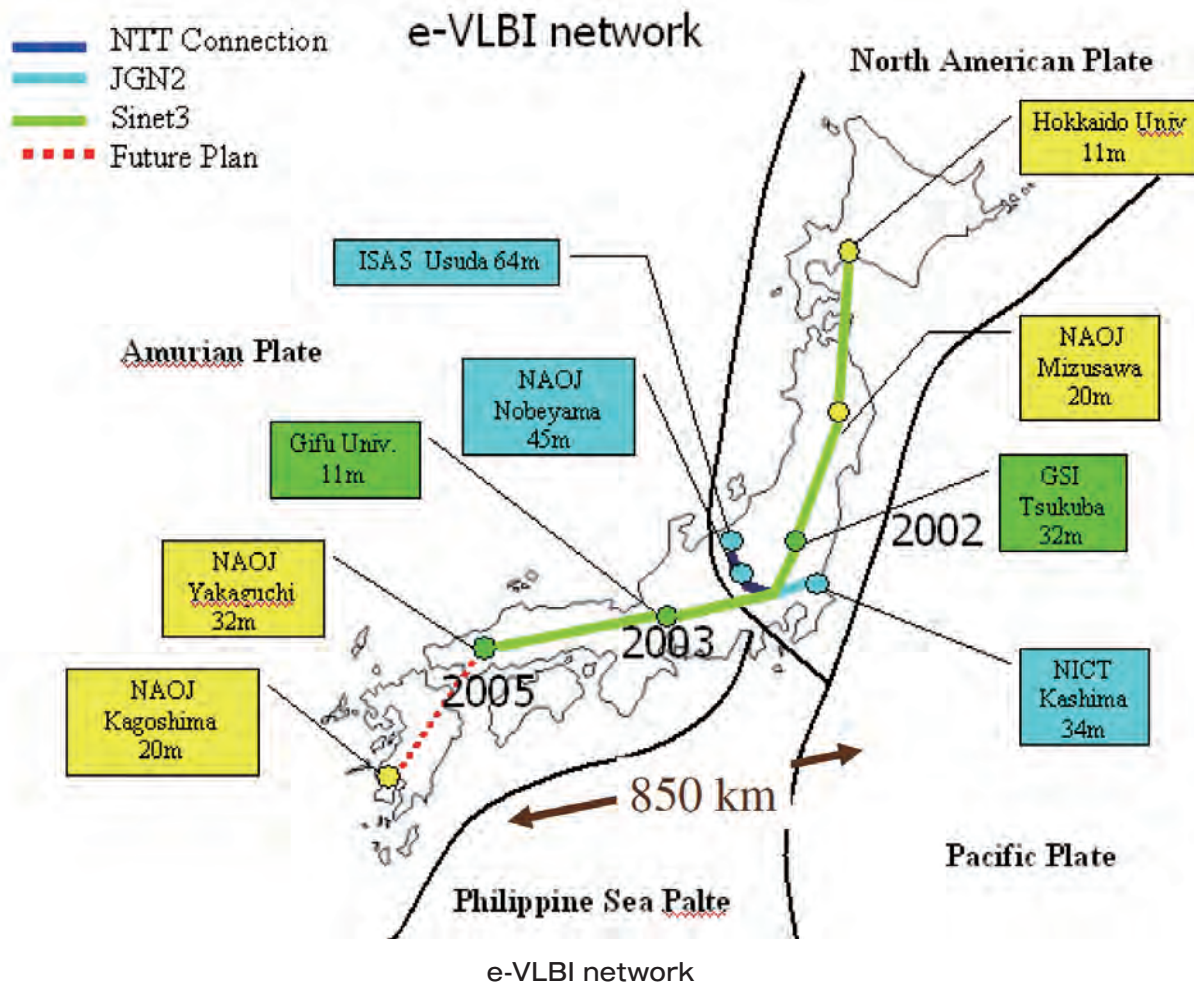 e-VLBI network
NTT Connection
JGN2
Sinet3
Future Plan
North American Plate
Hokkaido Univ
11m
ISAS Usuda 64m
Amurian Plate
NAOJ
Mizusawa
20m
NAOJ
Nobeyama
45m
Gifu Univ.
11m
GSI
Tsukuba
32m
2002
NAOJ
Yakaguchi
32m
2003
2005
NAOJ
Kagoshima
20m
NICT
Kashima
34m
850 km
Pacific Plate
Philippine Sea Palte
e-VLBI network